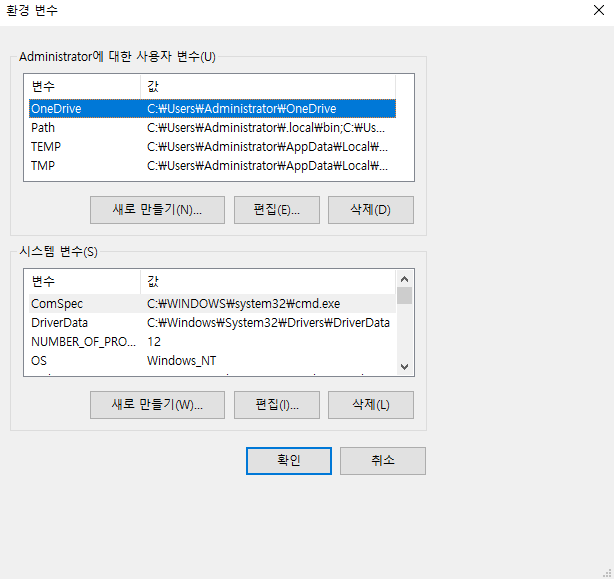 환경 변수
Administrator에 대한 사용자 변수(U)
변수 값
OneDrive C:₩Users₩Administrator₩OneDrive
Path C:₩Users₩Administrator₩.local₩bin;C:₩Us...
TEMP C:₩Users₩Administrator₩AppData₩Local₩...
TMP C:₩Users₩Administrator₩AppData₩Local₩...
새로 만들기(N)... 편집(E)... 삭제(D)
시스템 변수(S)
변수 값
ComSpec C:₩WINDOWS₩system32₩cmd.exe
DriverData C:₩Windows₩System32₩Drivers₩DriverData
NUMBER_OF_PRO... 12
OS Windows_NT
새로 만들기(W)... 편집(I)... 삭제(L)
확인 취소